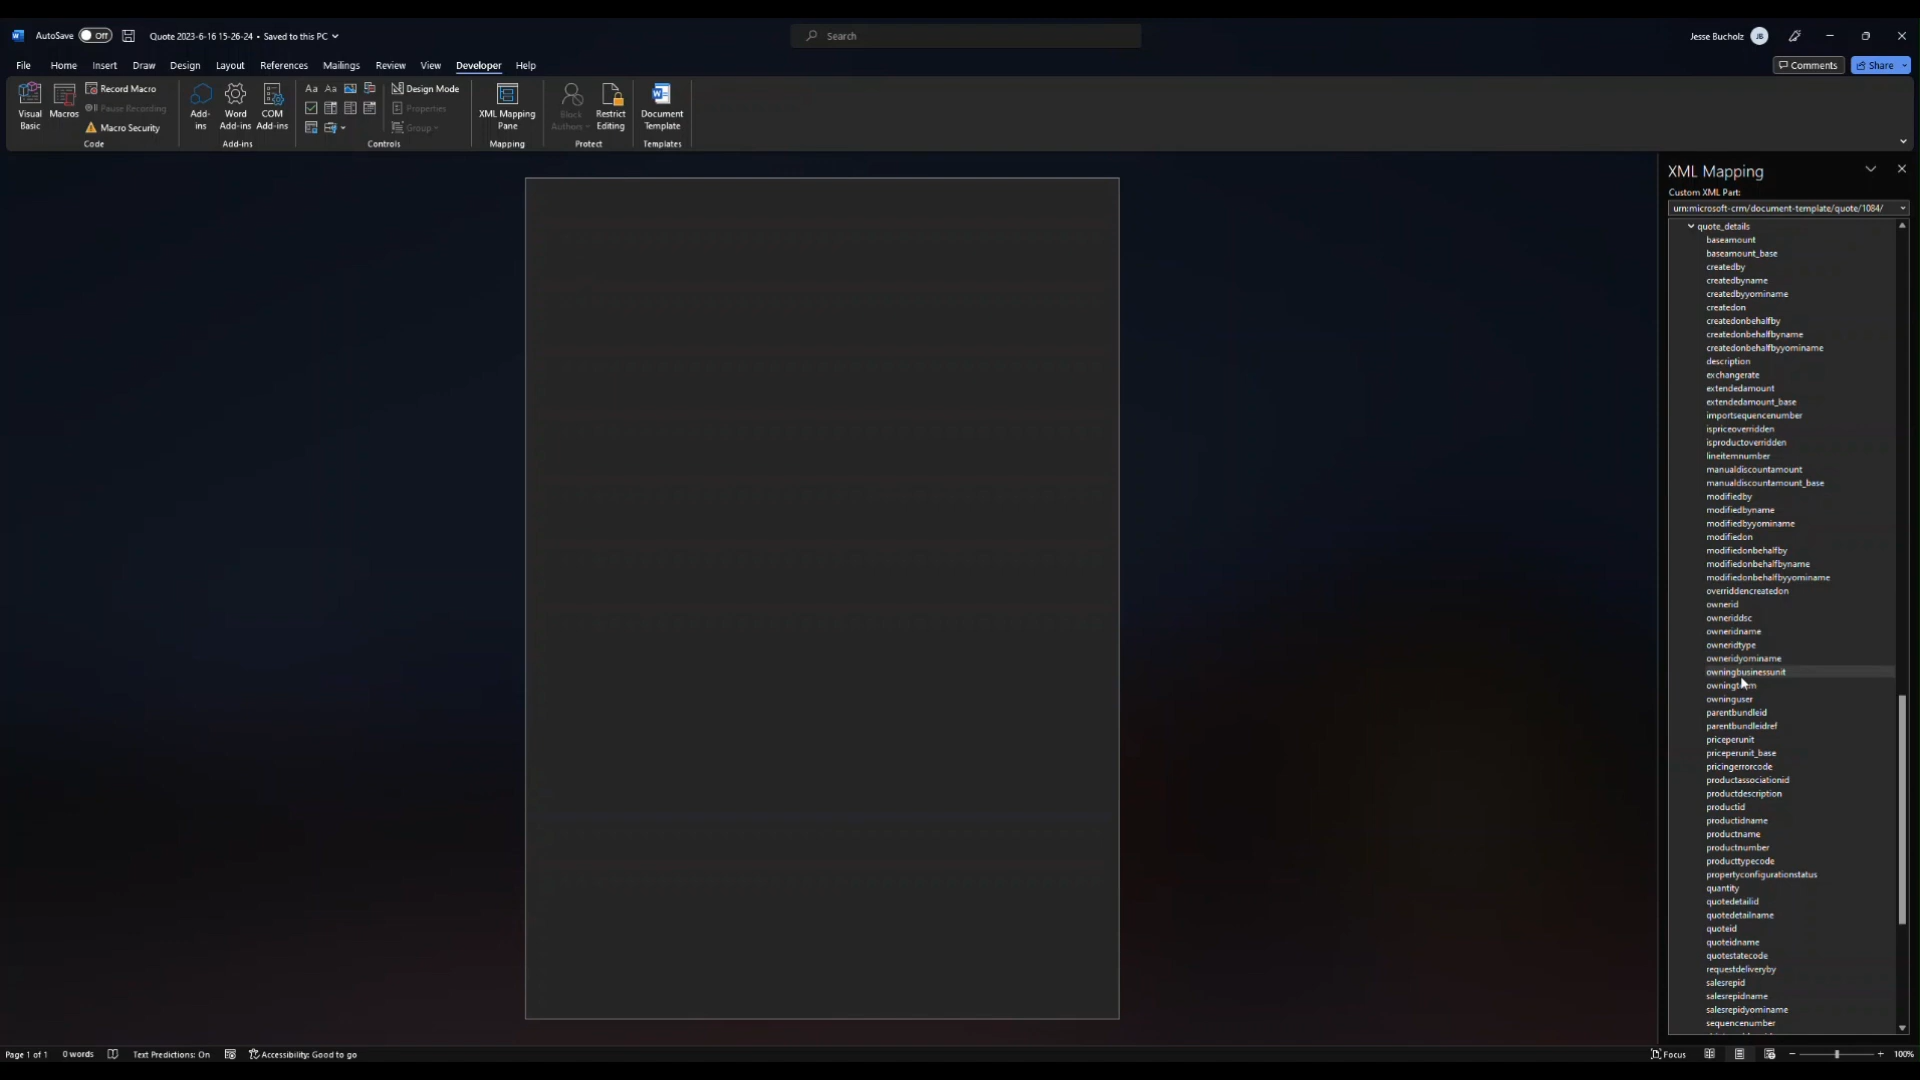 AutoSave Off Quote 2023-6-16 15-26-24 • Saved to this PC Search Jesse Bucholz JB
File Home Insert Draw Design Layout References Mailings Review View Developer Help Comments Share
Visual Basic
Macros
Record Macro
Pause Recording
Macro Security
Code
Add-ins
Word Add-ins
COM Add-ins
Add-ins
Aa Aa
Design Mode
Properties
Group
Controls
XML Mapping Pane
Mapping
Block Authors
Restrict Editing
Protect
Document Template
Templates
XML Mapping
Custom XML Part:
urn:microsoft-crm/document-template/quote/1084/
quote_details
baseamount
baseamount_base
createdby
createdbyname
createdbyyominame
createdon
createdonbehalfby
createdonbehalfbyname
createdonbehalfbyyominame
description
exchangerate
extendedamount
extendedamount_base
importsequencenumber
ispriceoverridden
isproductoverridden
lineitemnumber
manualdiscountamount
manualdiscountamount_base
modifiedby
modifiedbyname
modifiedbyyominame
modifiedon
modifiedonbehalfby
modifiedonbehalfbyname
modifiedonbehalfbyyominame
overriddencreatedon
ownerid
owneriddsc
owneridname
owneridtype
owneridyominame
owningbusinessunit
owningteam
owninguser
parentbundleid
parentbundleidref
priceperunit
priceperunit_base
pricingerrorcode
productassociationid
productdescription
productid
productidname
productname
productnumber
producttypecode
propertyconfigurationstatus
quantity
quotedetailid
quotedetailname
quoteid
quoteidname
quotestatecode
requestdeliveryby
salesrepid
salesrepidname
salesrepidyominame
sequencenumber
Page 1 of 1 0 words Text Predictions: On Accessibility: Good to go Focus 100%